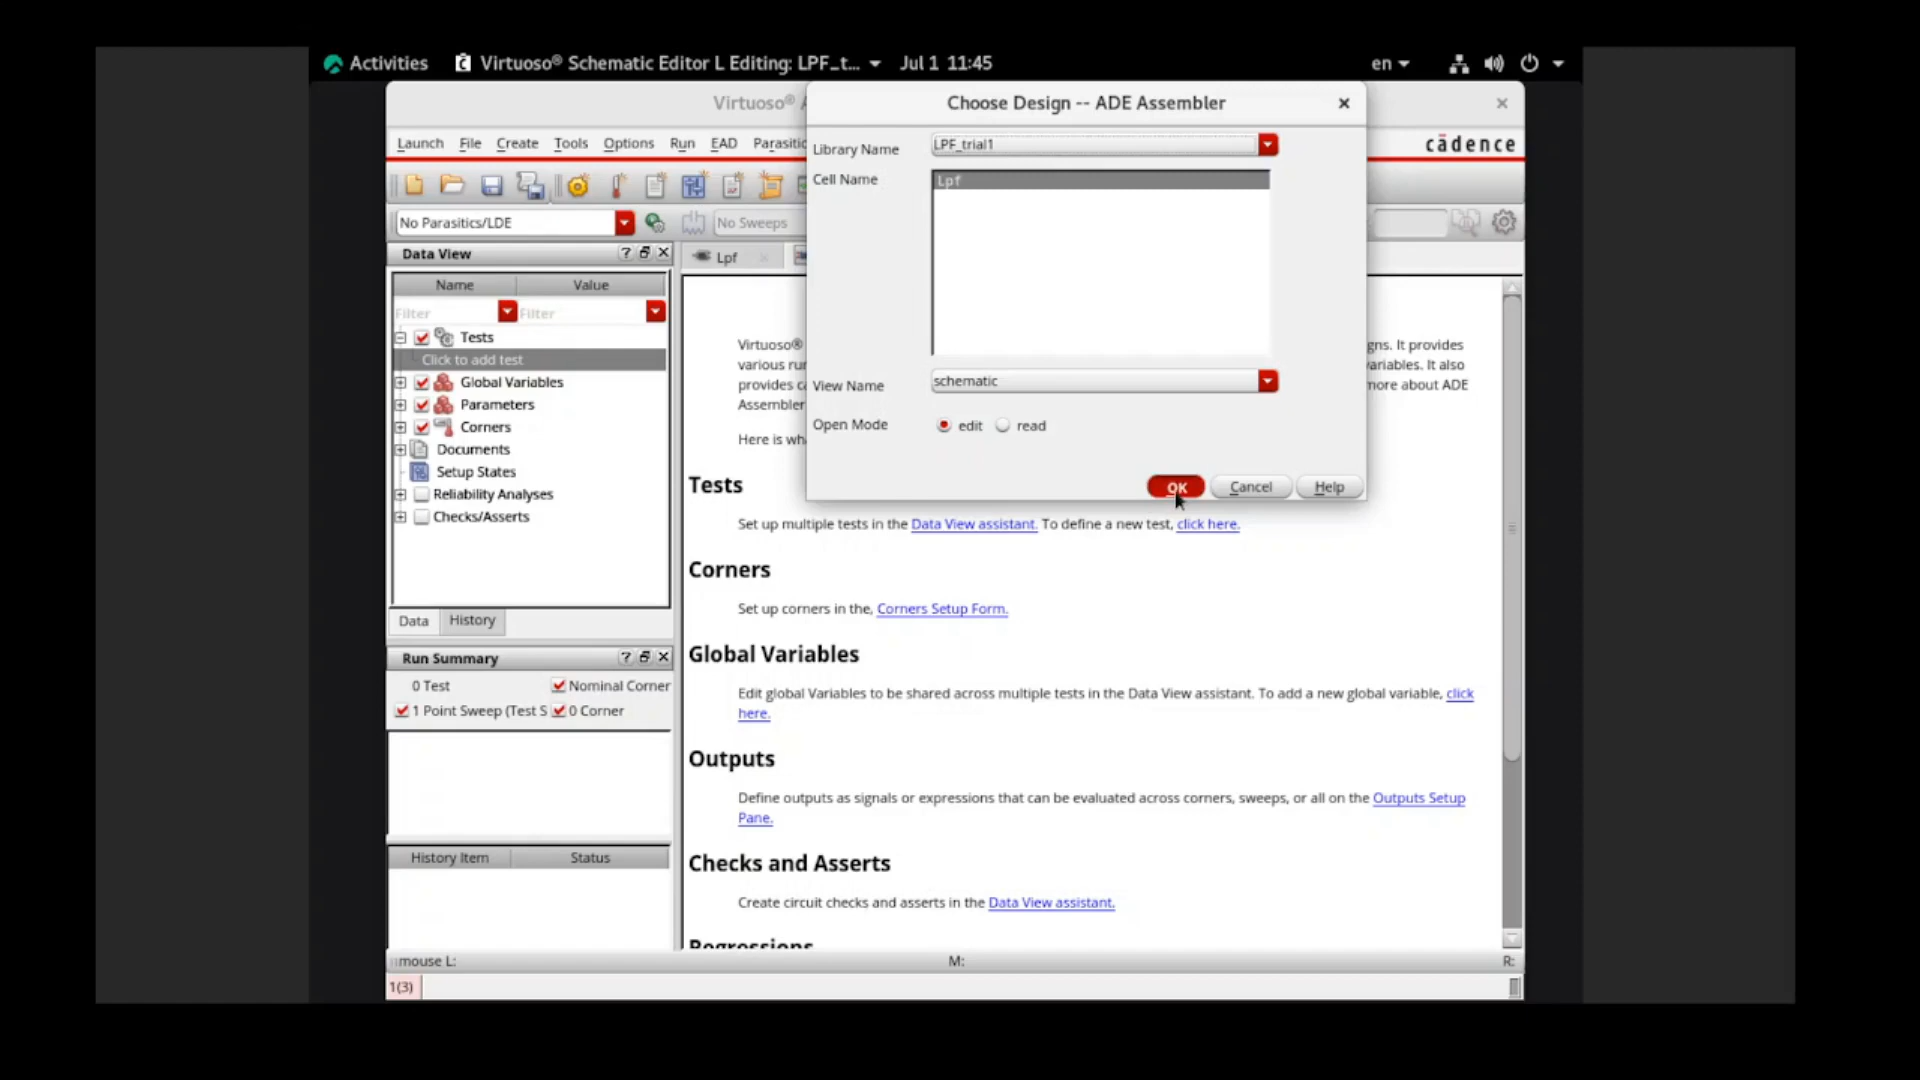 Activities
Virtuoso® Schematic Editor L Editing: LPF_t...
Jul 1 11:45
en
Virtuoso®
Choose Design -- ADE Assembler
Launch File Create Tools Options Run EAD Parasitic
cādence
Library Name
LPF_trial1
Cell Name
Lpf
No Parasitics/LDE
No Sweeps
Data View
Lpf
Name
Value
Filter
Filter
Tests
Click to add test
Global Variables
Parameters
Corners
Documents
Setup States
Reliability Analyses
Checks/Asserts
View Name
schematic
Open Mode
edit
read
OK
Cancel
Help
Virtuoso®
gns. It provides
various run
ariables. It also
provides ca
more about ADE
Assembler
Here is wh
Tests
Set up multiple tests in the Data View assistant. To define a new test, click here.
Corners
Set up corners in the, Corners Setup Form.
Global Variables
Edit global Variables to be shared across multiple tests in the Data View assistant. To add a new global variable, click
here.
Outputs
Define outputs as signals or expressions that can be evaluated across corners, sweeps, or all on the Outputs Setup
Pane.
Checks and Asserts
Create circuit checks and asserts in the Data View assistant.
Regressions
Data
History
Run Summary
0 Test
Nominal Corner
1 Point Sweep (Test S
0 Corner
History Item
Status
mouse L:
M:
R:
1(3)